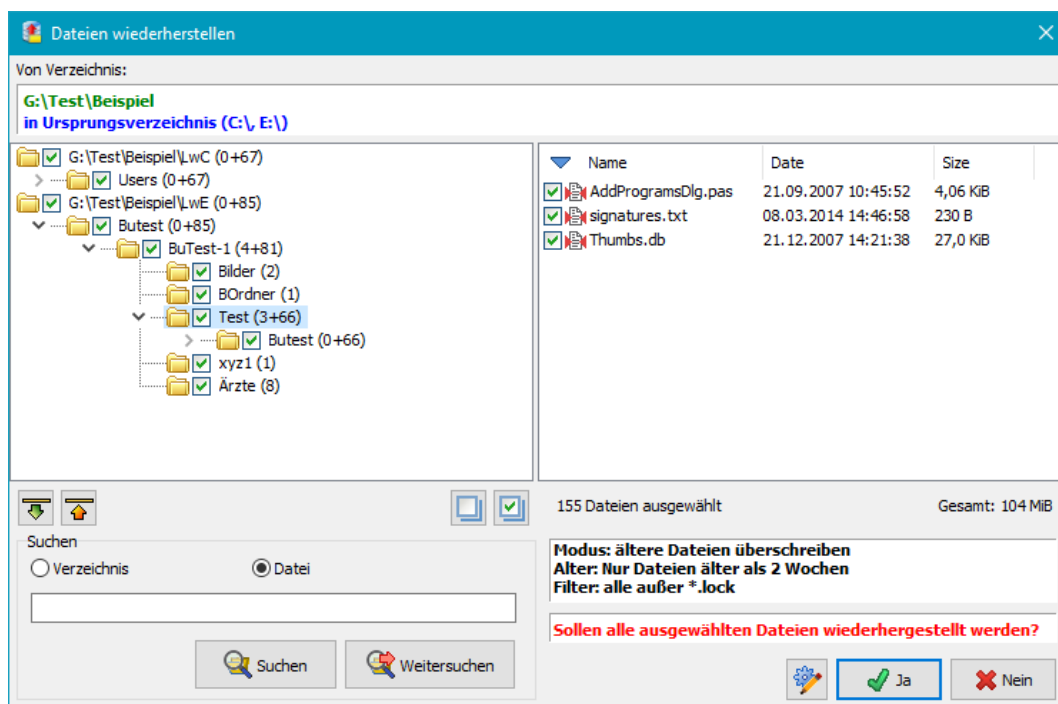 Dateien wiederherstellen
Von Verzeichnis:
G:\Test\Beispiel
in Ursprungsverzeichnis (C:\, E:\)
G:\Test\Beispiel\LwC (0+67)
Users (0+67)
G:\Test\Beispiel\LwE (0+85)
Butest (0+85)
BuTest-1 (4+81)
Bilder (2)
BOrdner (1)
Test (3+66)
Butest (0+66)
xyz1 (1)
Ärzte (8)
Name Date Size
AddProgramsDlg.pas 21.09.2007 10:45:52 4,06 KiB
signatures.txt 08.03.2014 14:46:58 230 B
Thumbs.db 21.12.2007 14:21:38 27,0 KiB
155 Dateien ausgewählt Gesamt: 104 MiB
Suchen
Verzeichnis Datei
Suchen Weitersuchen
Modus: ältere Dateien überschreiben
Alter: Nur Dateien älter als 2 Wochen
Filter: alle außer *.lock
Sollen alle ausgewählten Dateien wiederhergestellt werden?
Ja Nein